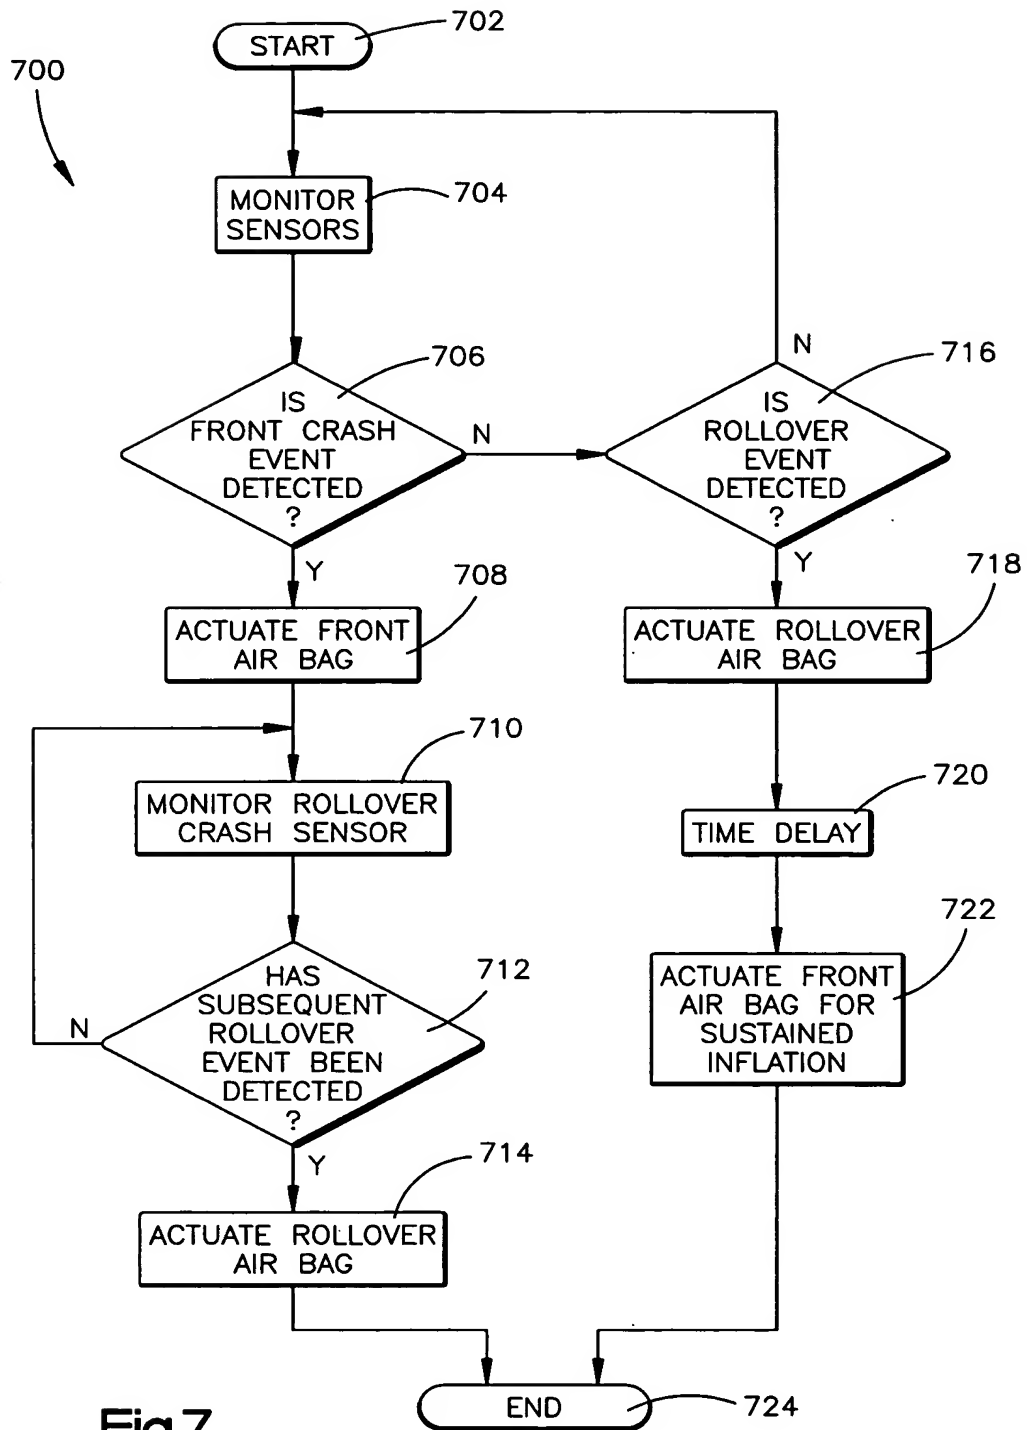 702
START
700
MONITOR
SENSORS
704
706
IS
FRONT CRASH
EVENT
DETECTED
?
N
Y
N
716
IS
ROLLOVER
EVENT
DETECTED
?
Y
708
ACTUATE FRONT
AIR BAG
718
ACTUATE ROLLOVER
AIR BAG
710
MONITOR ROLLOVER
CRASH SENSOR
720
TIME DELAY
712
HAS
SUBSEQUENT
ROLLOVER
EVENT BEEN
DETECTED
?
N
Y
722
ACTUATE FRONT
AIR BAG FOR
SUSTAINED
INFLATION
714
ACTUATE ROLLOVER
AIR BAG
END
724
Fig.7